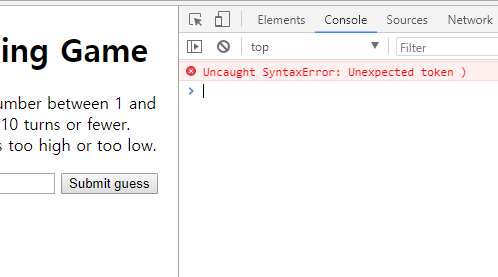 ing Game
umber between 1 and
10 turns or fewer.
s too high or too low.
Submit guess
Elements Console Sources Network
top Filter
Uncaught SyntaxError: Unexpected token )